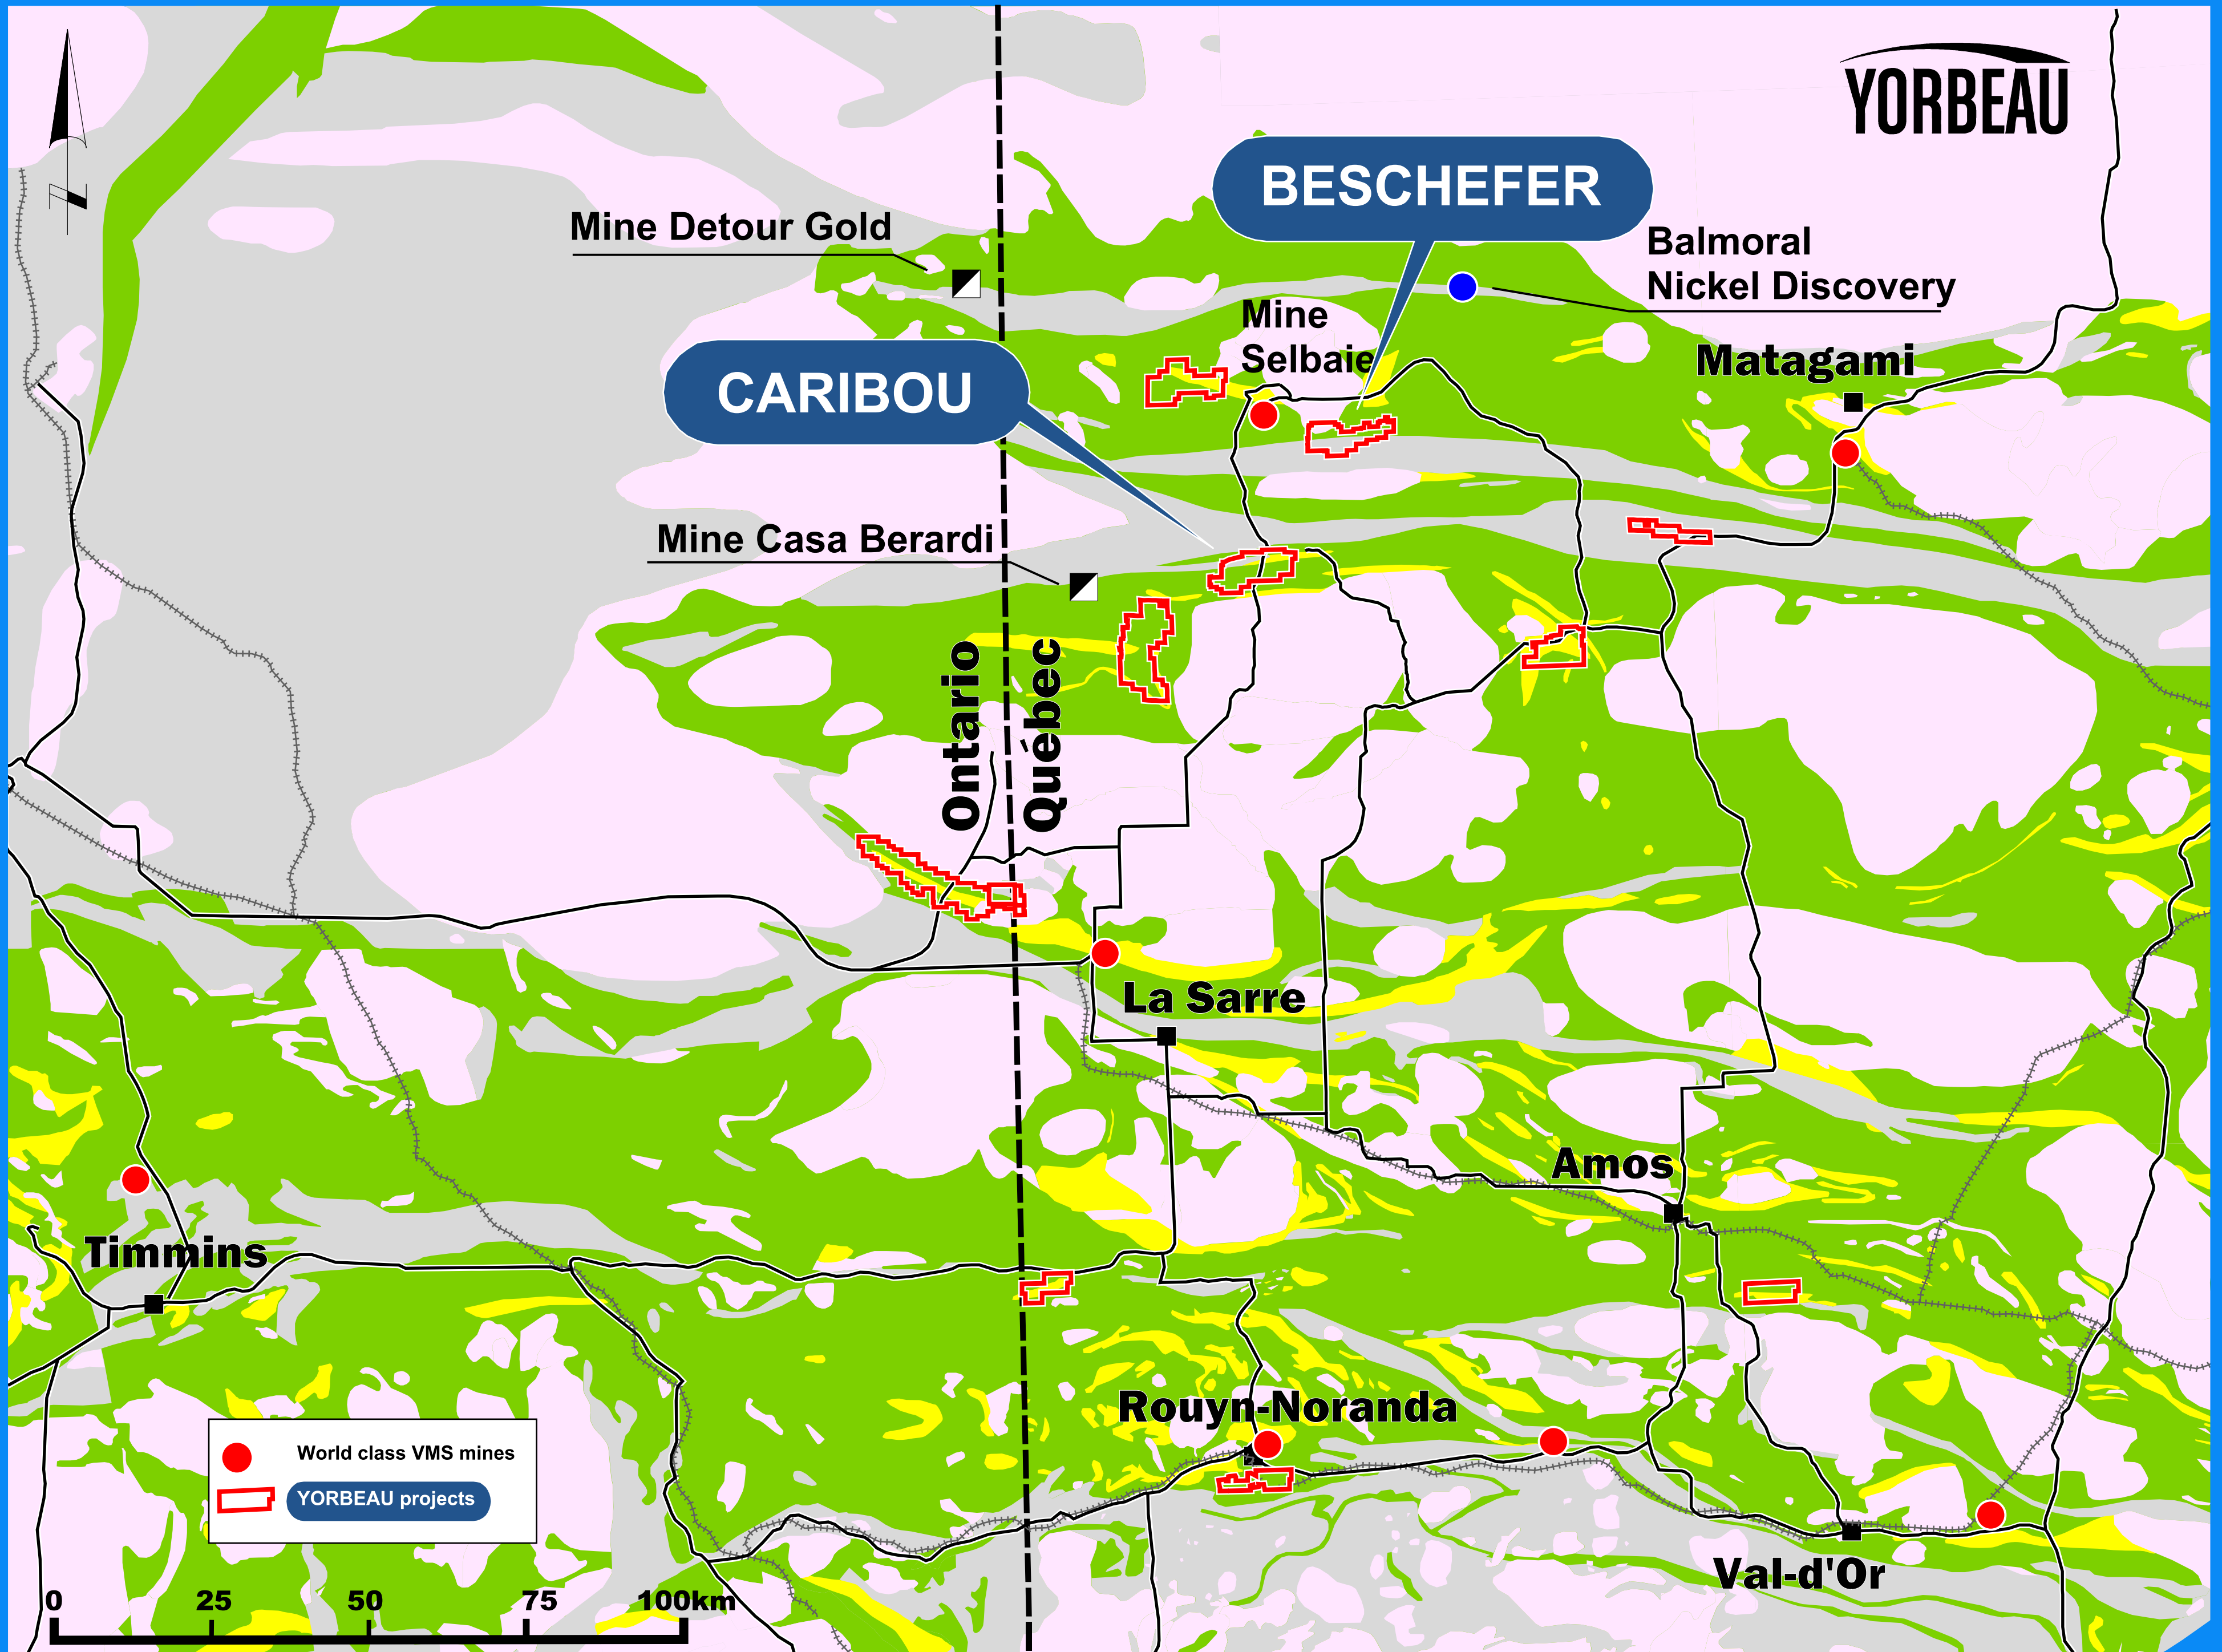 YORBEAU
BESCHEFER
Mine Detour Gold
Balmoral
Nickel Discovery
Mine
Selbaie
Matagami
CARIBOU
Mine Casa Berardi
Ontario
Québec
La Sarre
Amos
Timmins
Rouyn-Noranda
World class VMS mines
YORBEAU projects
Val-d'Or
0 25 50 75 100km
N